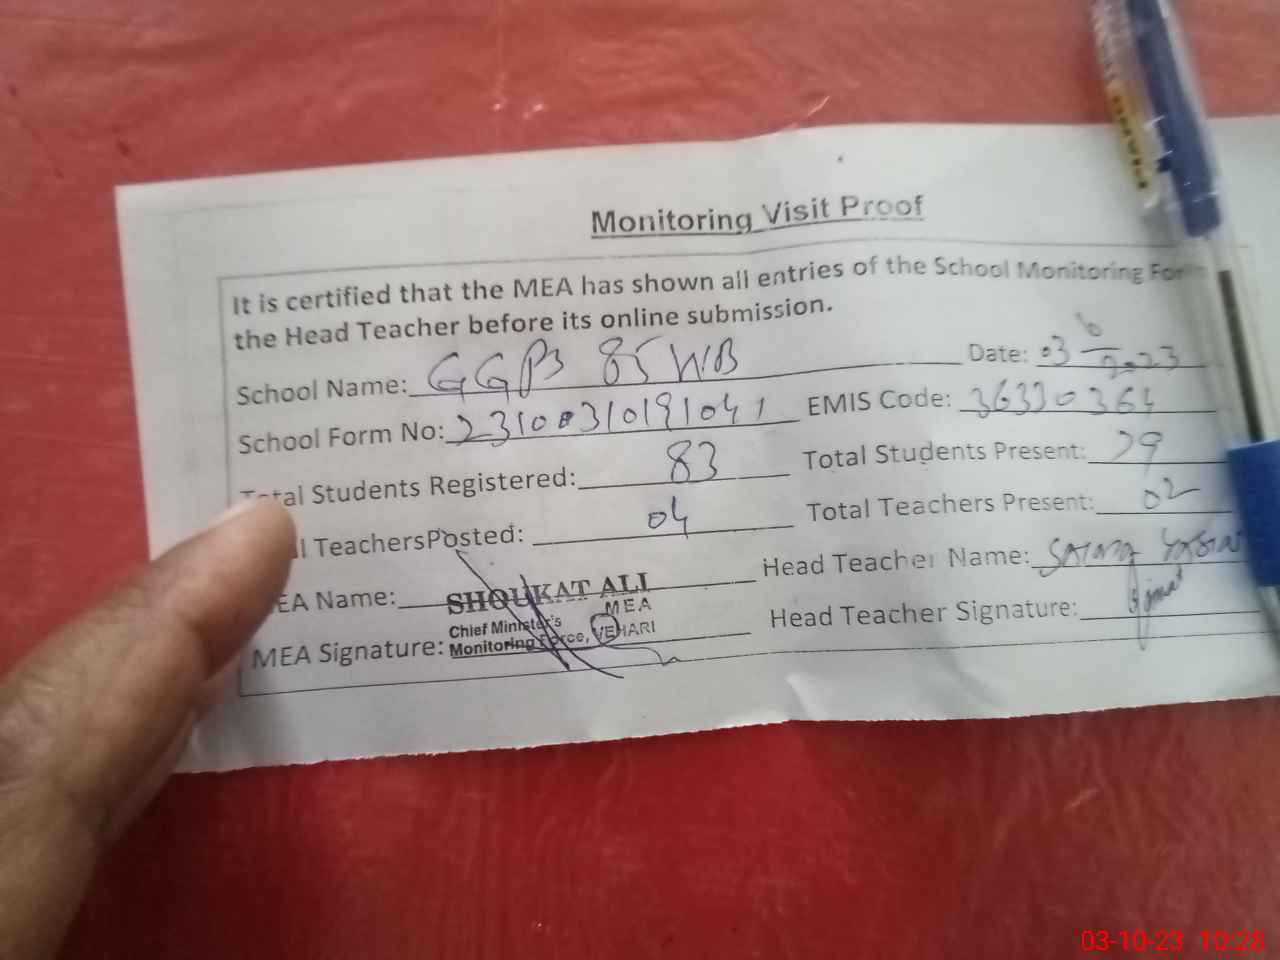 Monitoring Visit Proof
It is certified that the MEA has shown all entries of the School Monitoring Form
the Head Teacher before its online submission.
School Name: GGPS 85 WB Date: 03
2023
School Form No: EMIS Code: 36330364
Total Students Registered: 83 Total Students Present: 79
l TeachersPosted: 04 Total Teachers Present: 02
EA Name: SHOUKAT ALI Head Teacher Name:
MEA
Chief Minister's
MEA Signature: Monitoring Force, VEHARI Head Teacher Signature:
PIANO
03-10-23 10:28